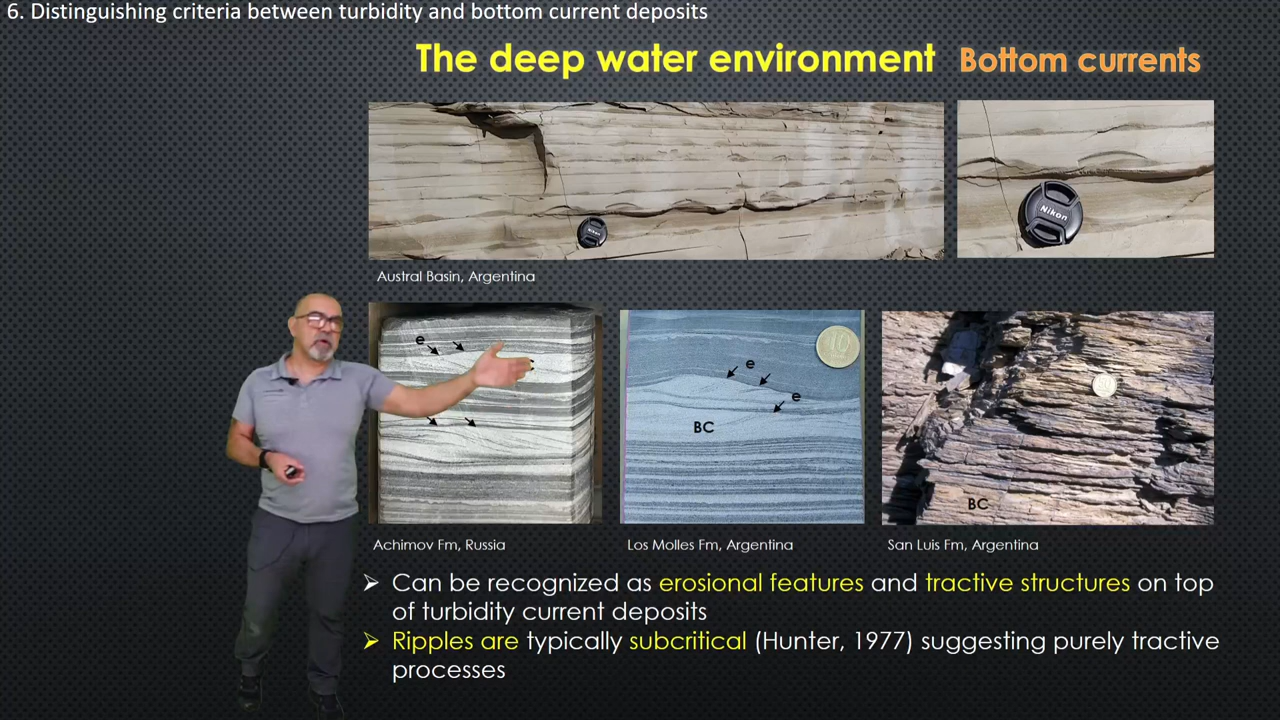 6. Distinguishing criteria between turbidity and bottom current deposits
The deep water environment Bottom currents
Nikon
Nikon
Austral Basin, Argentina
e
e
10
e
BC
BC
Achimov Fm, Russia
Los Molles Fm, Argentina
San Luis Fm, Argentina
➢ Can be recognized as erosional features and tractive structures on top
of turbidity current deposits
➢ Ripples are typically subcritical (Hunter, 1977) suggesting purely tractive
processes